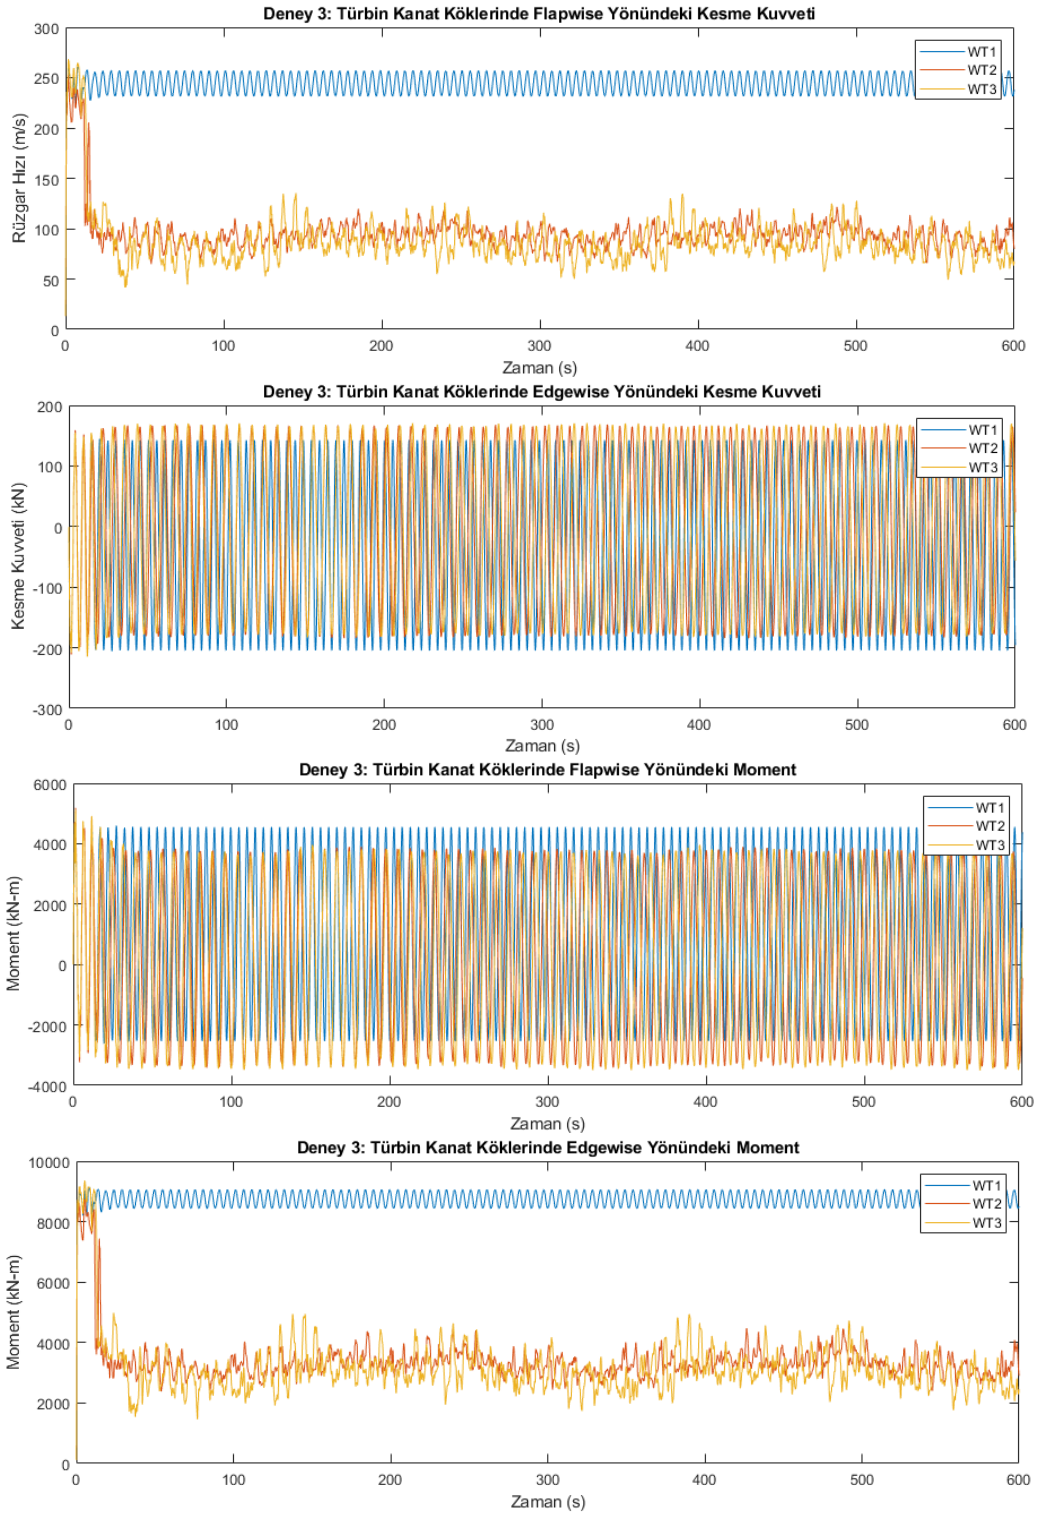 Deney 3: Türbin Kanat Köklerinde Flapwise Yönündeki Kesme Kuvveti
300
250
200
150
100
50
0
Rüzgar Hızı (m/s)
WT1
WT2
WT3
0 100 200 300 400 500 600
Zaman (s)
Deney 3: Türbin Kanat Köklerinde Edgewise Yönündeki Kesme Kuvveti
200
100
0
-100
-200
-300
Kesme Kuvveti (kN)
WT1
WT2
WT3
0 100 200 300 400 500 600
Zaman (s)
Deney 3: Türbin Kanat Köklerinde Flapwise Yönündeki Moment
6000
4000
2000
0
-2000
-4000
Moment (kN-m)
WT1
WT2
WT3
0 100 200 300 400 500 600
Zaman (s)
Deney 3: Türbin Kanat Köklerinde Edgewise Yönündeki Moment
10000
8000
6000
4000
2000
0
Moment (kN-m)
WT1
WT2
WT3
0 100 200 300 400 500 600
Zaman (s)